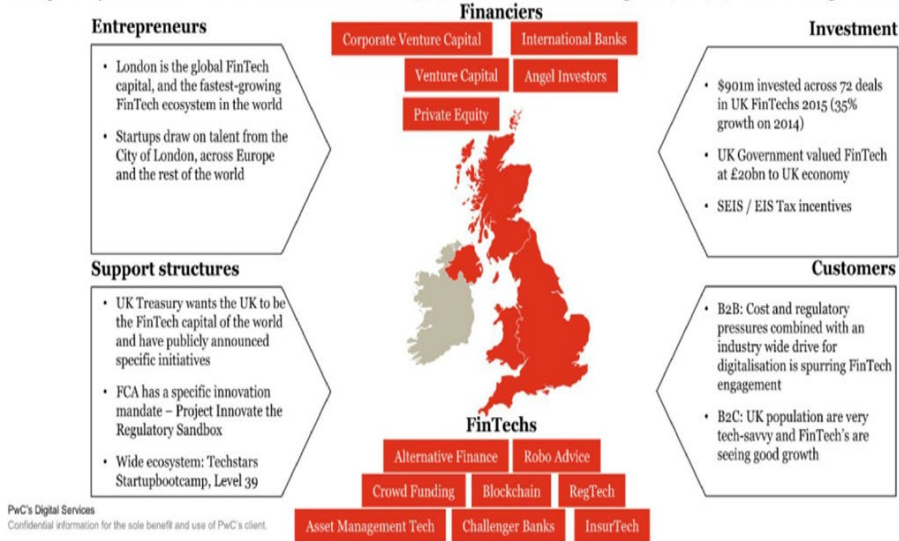 Financiers
Corporate Venture Capital
International Banks
Venture Capital
Angel Investors
Private Equity
Entrepreneurs
• London is the global FinTech
capital, and the fastest-growing
FinTech ecosystem in the world
• Startups draw on talent from the
City of London, across Europe
and the rest of the world
Investment
• $901m invested across 72 deals
in UK FinTechs 2015 (35%
growth on 2014)
• UK Government valued FinTech
at £20bn to UK economy
• SEIS / EIS Tax incentives
Support structures
• UK Treasury wants the UK to be
the FinTech capital of the world
and have publicly announced
specific initiatives
• FCA has a specific innovation
mandate – Project Innovate the
Regulatory Sandbox
• Wide ecosystem: Techstars
Startupbootcamp, Level 39
Customers
• B2B: Cost and regulatory
pressures combined with an
industry wide drive for
digitalisation is spurring FinTech
engagement
• B2C: UK population are very
tech-savvy and FinTech's are
seeing good growth
FinTechs
Alternative Finance
Robo Advice
Crowd Funding
Blockchain
RegTech
Asset Management Tech
Challenger Banks
InsurTech
PwC's Digital Services
Confidential information for the sole benefit and use of PwC's client.